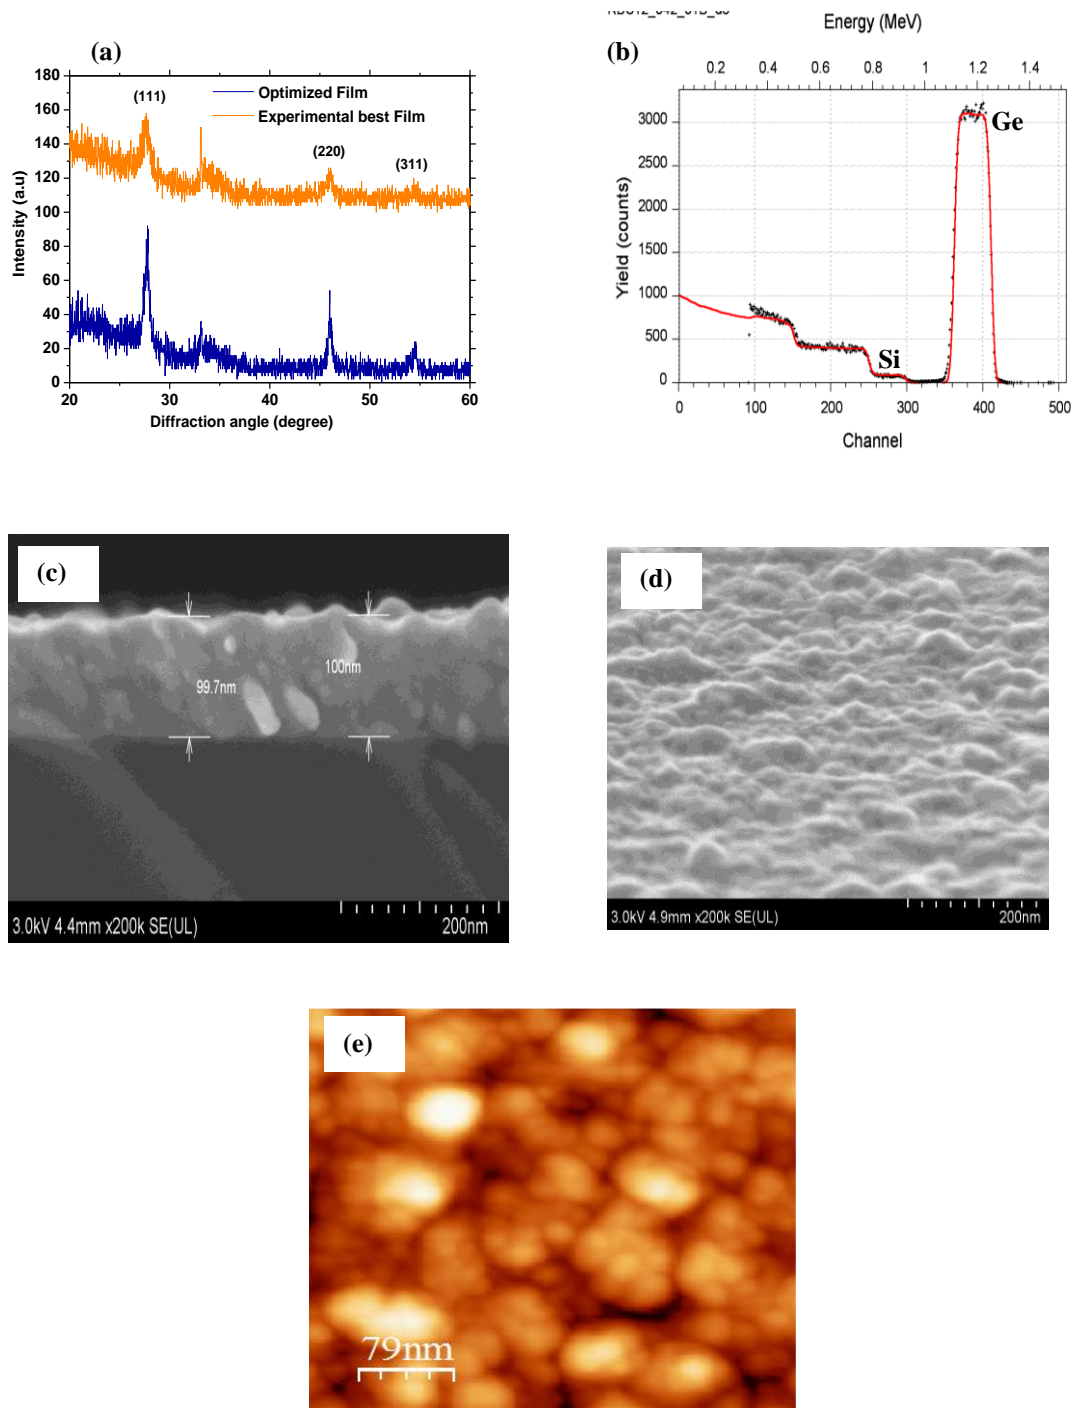 (a)
180
160
140
120
100
80
60
40
20
0
20 30 40 50 60
Intensity (a.u)
Diffraction angle (degree)
Optimized Film
Experimental best Film
(111)
(220)
(311)
(b)
Energy (MeV)
0.2 0.4 0.6 0.8 1 1.2 1.4
3000
2500
2000
1500
1000
500
0
0 100 200 300 400 500
Yield (counts)
Channel
Ge
Si
(c)
99.7nm
100nm
3.0kV 4.4mm x200k SE(UL) 200nm
(d)
3.0kV 4.9mm x200k SE(UL) 200nm
(e)
79nm